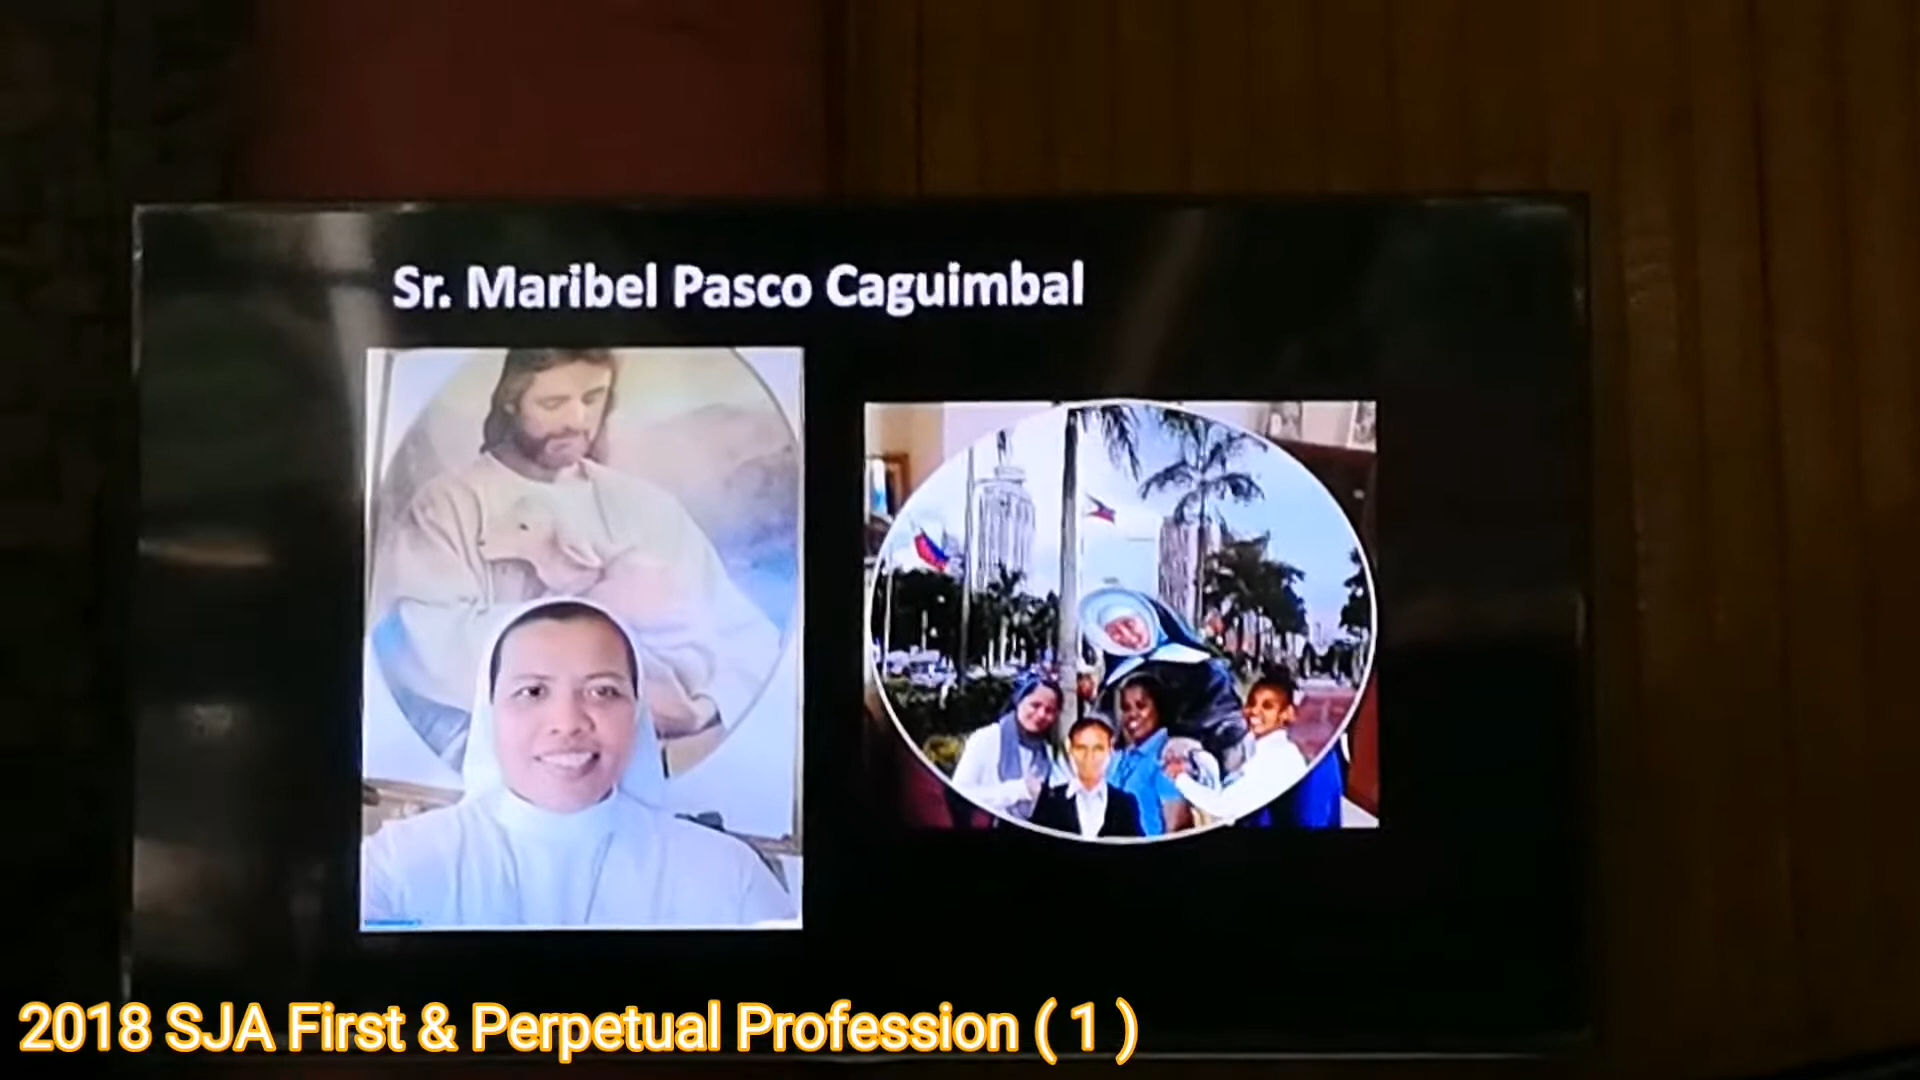 Sr. Maribel Pasco Caguimbal
2018 SJA First & Perpetual Profession ( 1 )